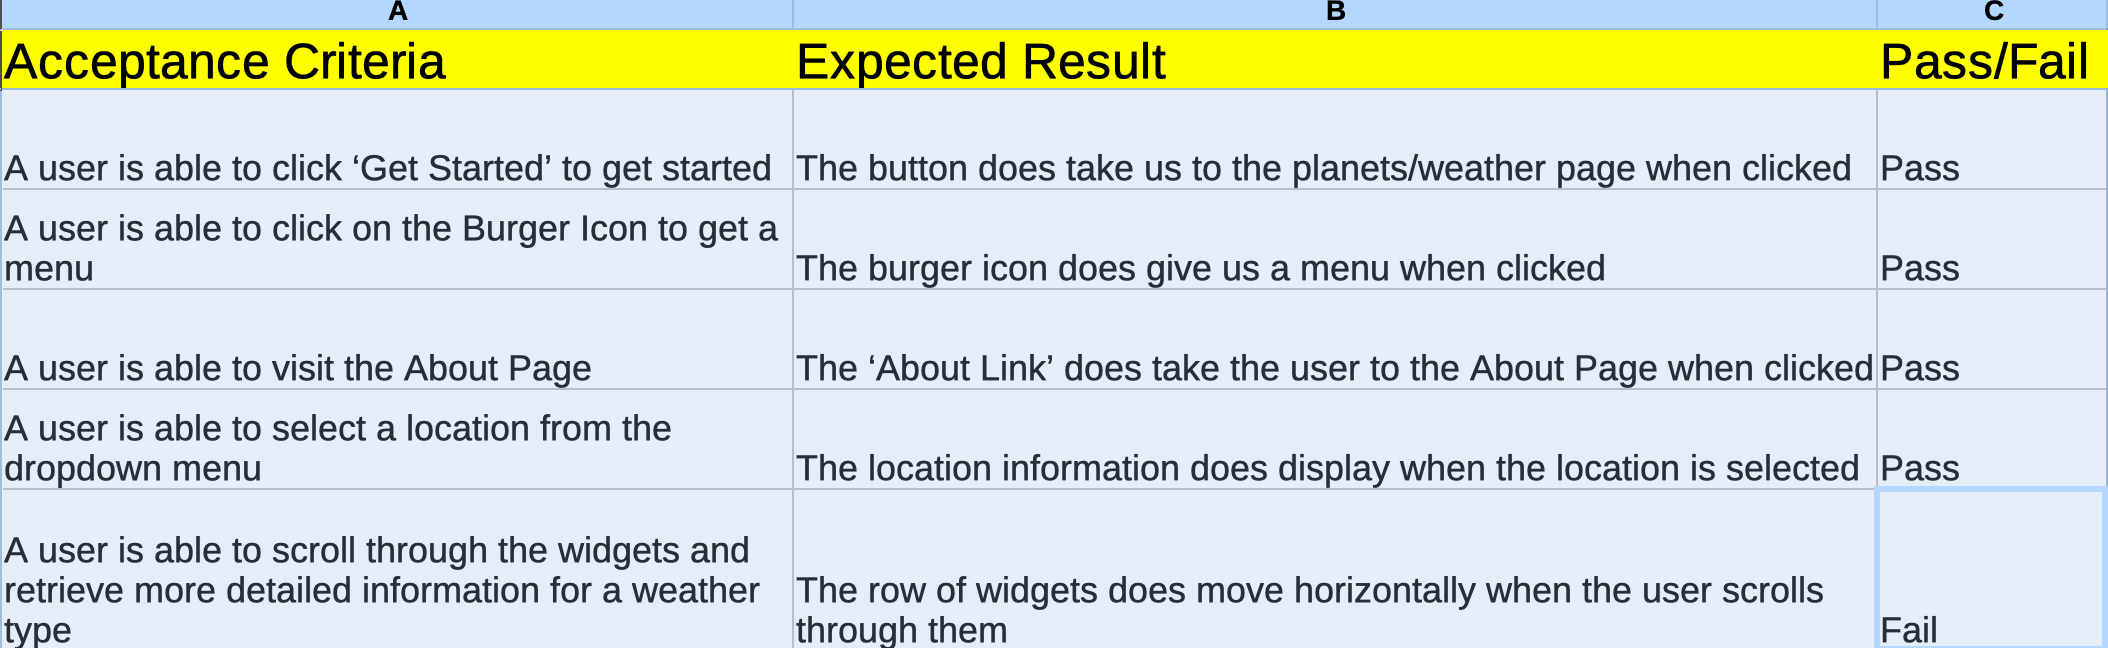 A B C
Acceptance Criteria Expected Result Pass/Fail
A user is able to click ‘Get Started’ to get started The button does take us to the planets/weather page when clicked Pass
A user is able to click on the Burger Icon to get a
menu The burger icon does give us a menu when clicked Pass
A user is able to visit the About Page The ‘About Link’ does take the user to the About Page when clicked Pass
A user is able to select a location from the
dropdown menu The location information does display when the location is selected Pass
A user is able to scroll through the widgets and
retrieve more detailed information for a weather The row of widgets does move horizontally when the user scrolls
type through them Fail